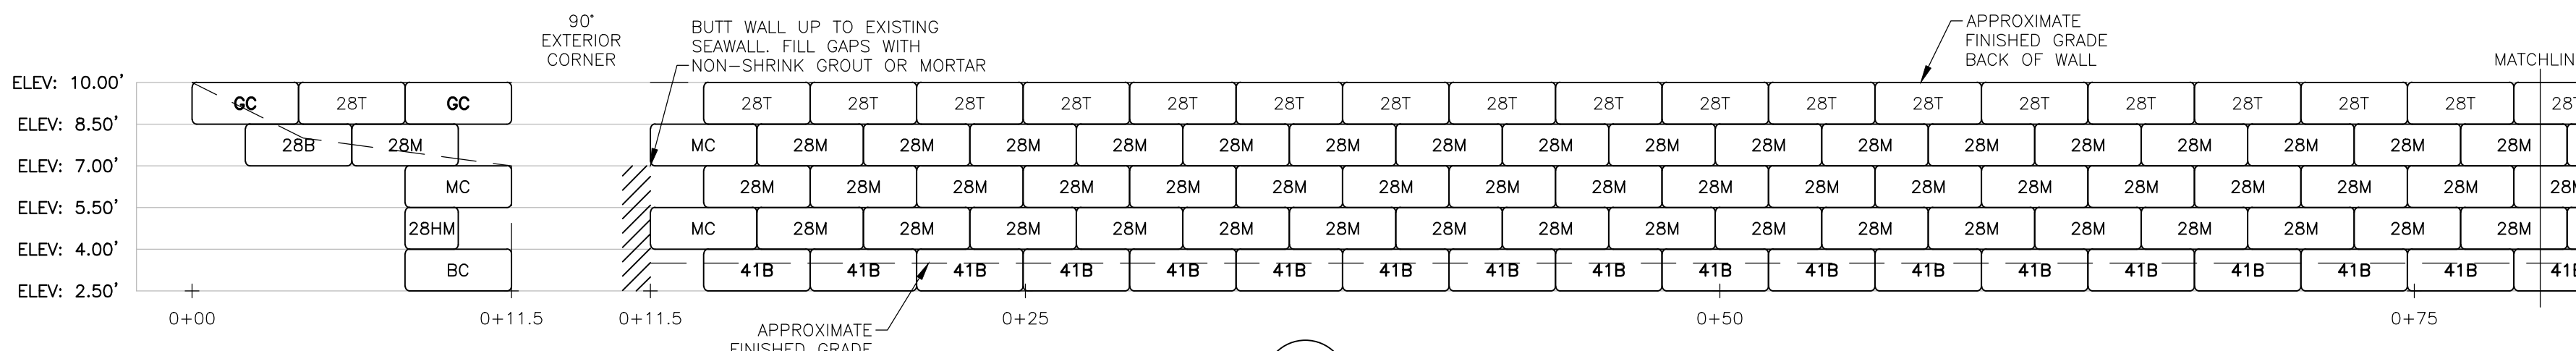 90°
EXTERIOR
CORNER
BUTT WALL UP TO EXISTING
SEAWALL. FILL GAPS WITH
NON-SHRINK GROUT OR MORTAR
APPROXIMATE
FINISHED GRADE
BACK OF WALL
MATCHLIN
ELEV: 10.00'
GC 28T GC 28T 28T 28T 28T 28T 28T 28T 28T 28T 28T 28T 28T 28T 28T 28T 28T 28T 28T
ELEV: 8.50'
28B 28M MC 28M 28M 28M 28M 28M 28M 28M 28M 28M 28M 28M 28M 28M 28M 28M 28M 28M
ELEV: 7.00'
MC 28M 28M 28M 28M 28M 28M 28M 28M 28M 28M 28M 28M 28M 28M 28M 28M 28M 28M
ELEV: 5.50'
28HM MC 28M 28M 28M 28M 28M 28M 28M 28M 28M 28M 28M 28M 28M 28M 28M 28M 28M
ELEV: 4.00'
BC 41B 41B 41B 41B 41B 41B 41B 41B 41B 41B 41B 41B 41B 41B 41B 41B 41B 41B
ELEV: 2.50'
0+00 0+11.5 0+11.5 0+25 0+50 0+75
APPROXIMATE
FINISHED GRADE